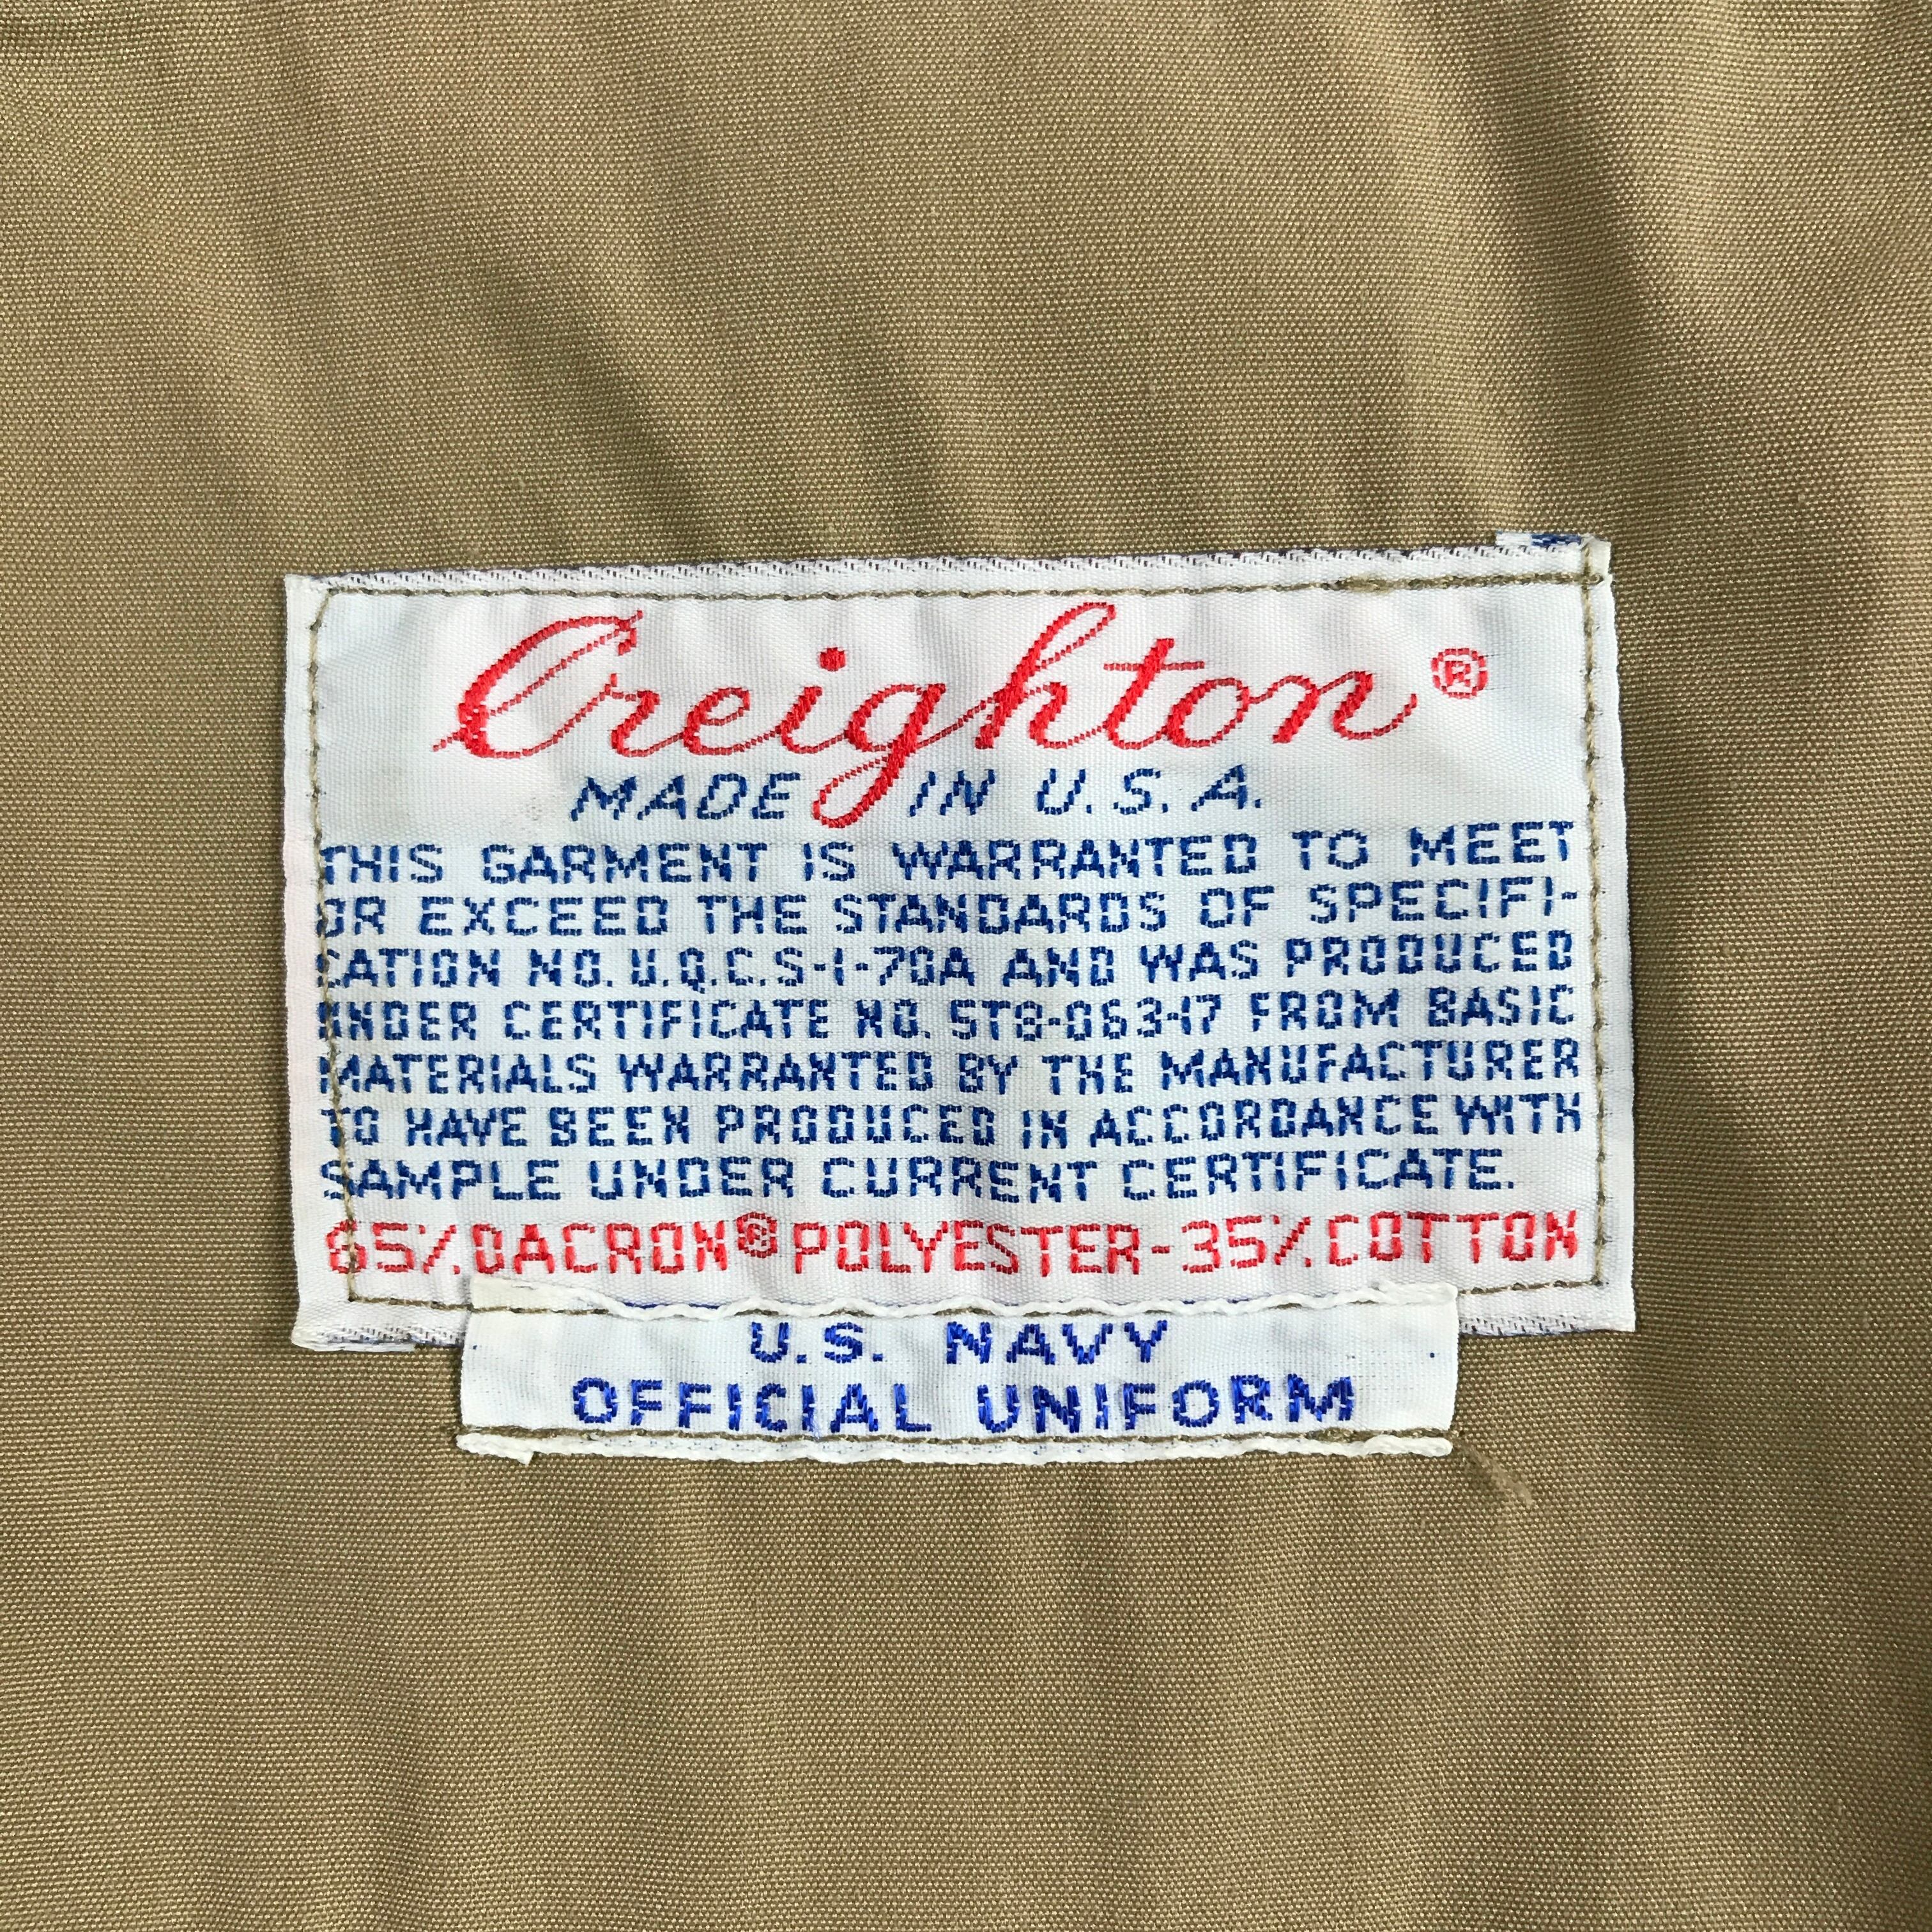 Creighton®
MADE IN U.S.A.
THIS GARMENT IS WARRANTED TO MEET
OR EXCEED THE STANDARDS OF SPECIFI-
CATION NO. U.Q.C.S-1-70A AND WAS PRODUCED
UNDER CERTIFICATE NO. ST8-063-17 FROM BASIC
MATERIALS WARRANTED BY THE MANUFACTURER
TO HAVE BEEN PRODUCED IN ACCORDANCE WITH
SAMPLE UNDER CURRENT CERTIFICATE.
65% DACRON® POLYESTER-35% COTTON
U.S. NAVY
OFFICIAL UNIFORM